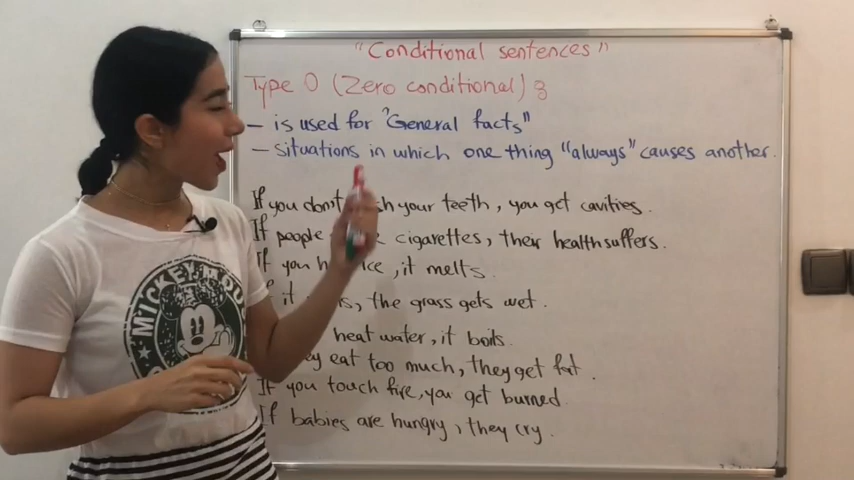 "Conditional sentences"
Type 0 (Zero conditional) :
- is used for "General facts"
- Situations in which one thing "always" causes another.
If you don't your teeth, you get cavities.
If people cigarettes, their health suffers.
If you ice, it melts.
it, the grass gets wet.
heat water, it boils.
eat too much, they get fat.
If you touch fire, you get burned.
If babies are hungry, they cry.
MICKEY MOUS